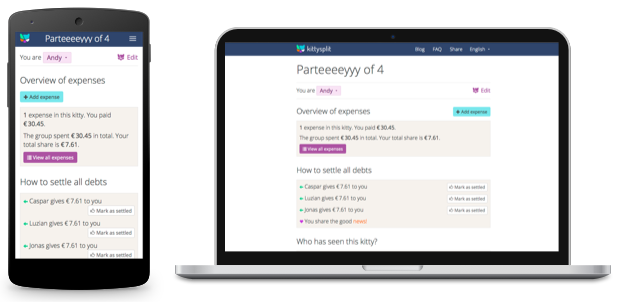 Parteeeeyyy of 4
You are Andy
Edit
Overview of expenses
+ Add expense
1 expense in this kitty. You paid
€30.45.
The group spent €30.45 in total. Your
total share is €7.61.
View all expenses
How to settle all debts
Caspar gives €7.61 to you
Mark as settled
Luzian gives €7.61 to you
Mark as settled
Jonas gives €7.61 to you
Mark as settled
kittysplit
Blog FAQ Share English
Parteeeeyyy of 4
You are Andy
Edit
Overview of expenses
+ Add expense
1 expense in this kitty. You paid €30.45.
The group spent €30.45 in total. Your total share is €7.61.
View all expenses
How to settle all debts
Caspar gives €7.61 to you
Mark as settled
Luzian gives €7.61 to you
Mark as settled
Jonas gives €7.61 to you
Mark as settled
You share the good news!
Who has seen this kitty?